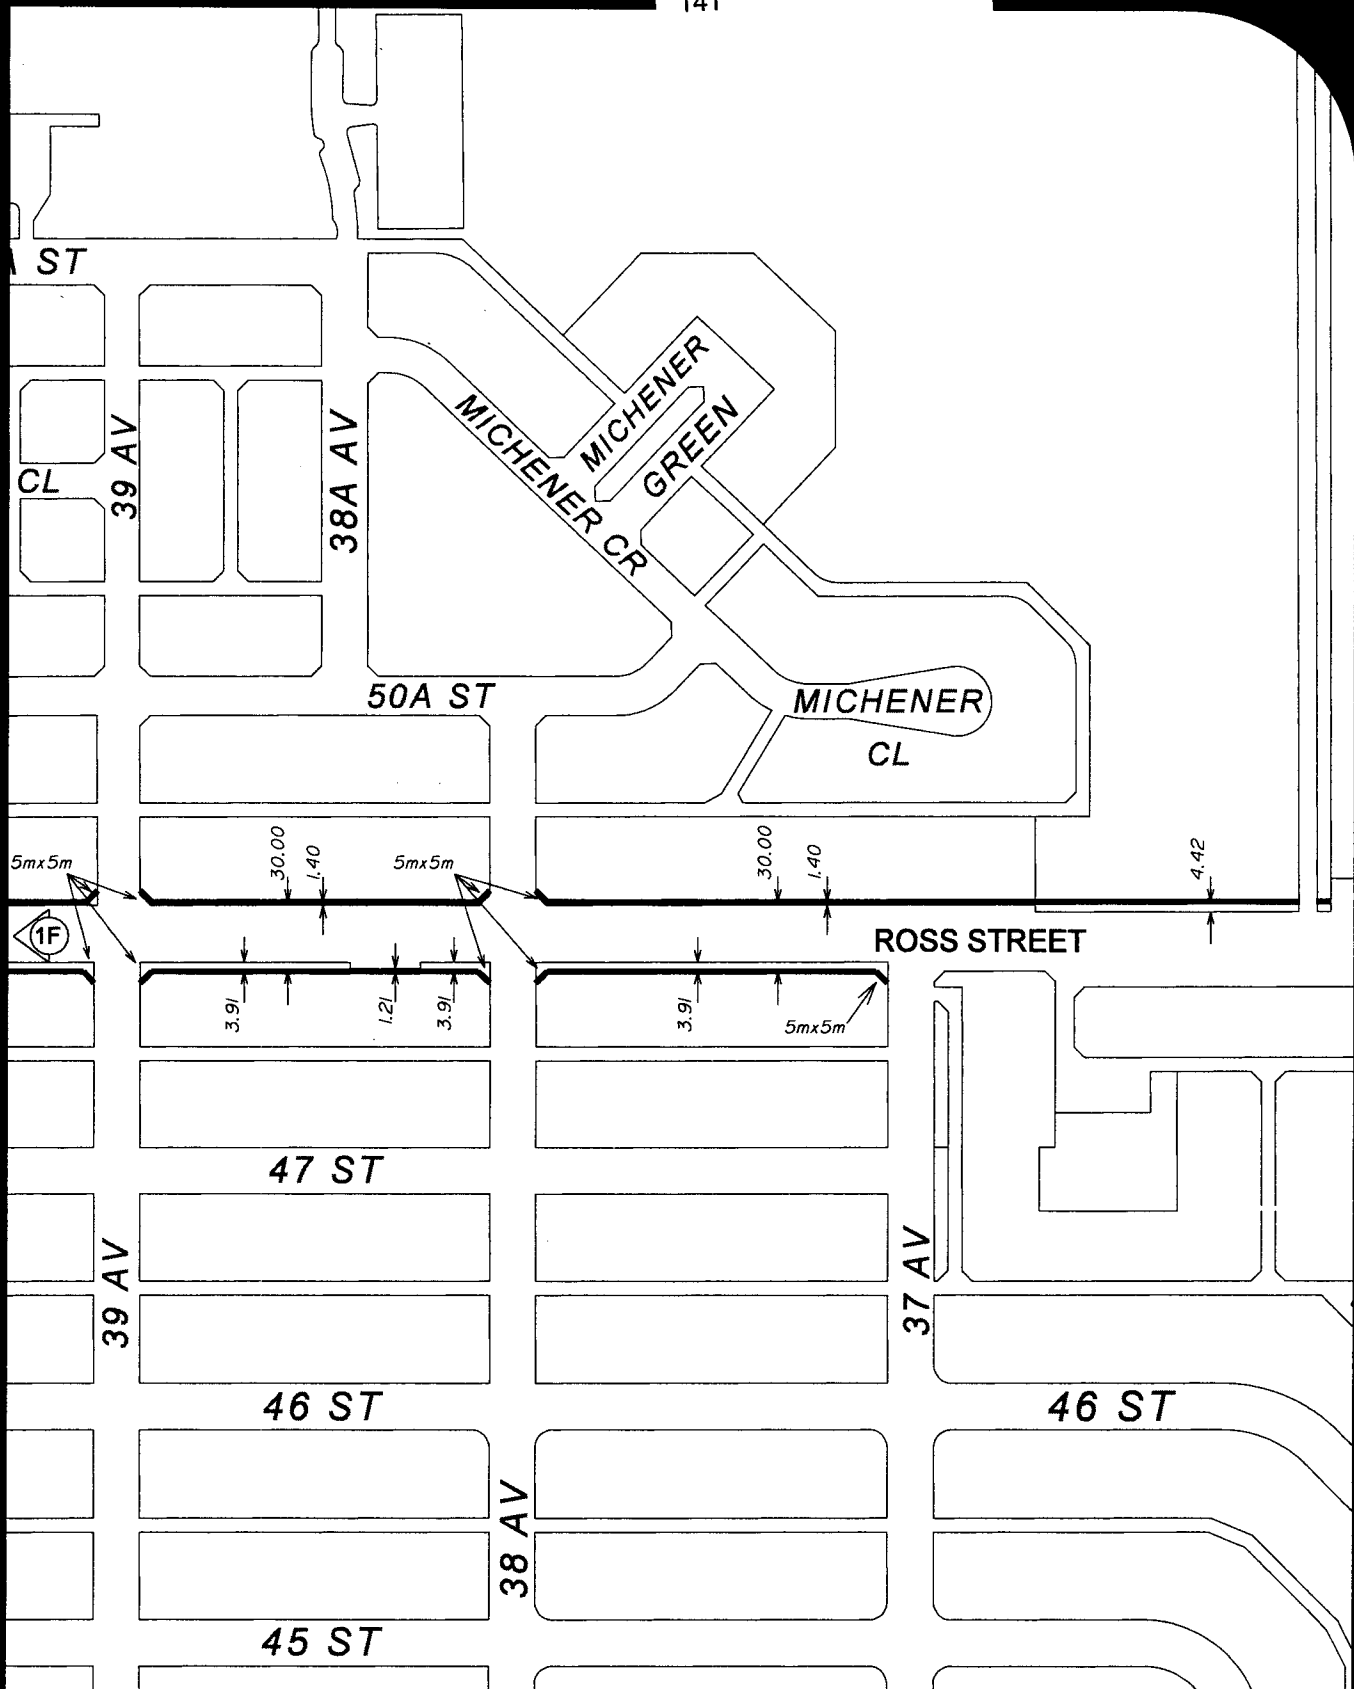 141
A ST
MICHENER
GREEN
MICHENER CR
39 AV
38A AV
CL
50A ST
MICHENER
CL
5mx5m
30.00
1.40
5mx5m
30.00
1.40
4.42
1F
ROSS STREET
3.91
1.21
3.91
3.91
5mx5m
47 ST
39 AV
37 AV
46 ST
46 ST
38 AV
45 ST